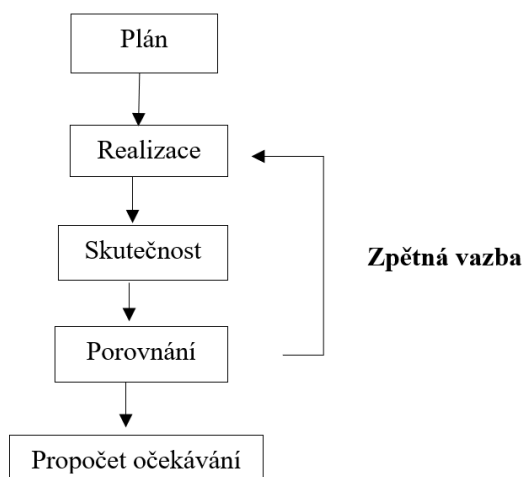 Plán
Realizace
Skutečnost
Zpětná vazba
Porovnání
Propočet očekávání